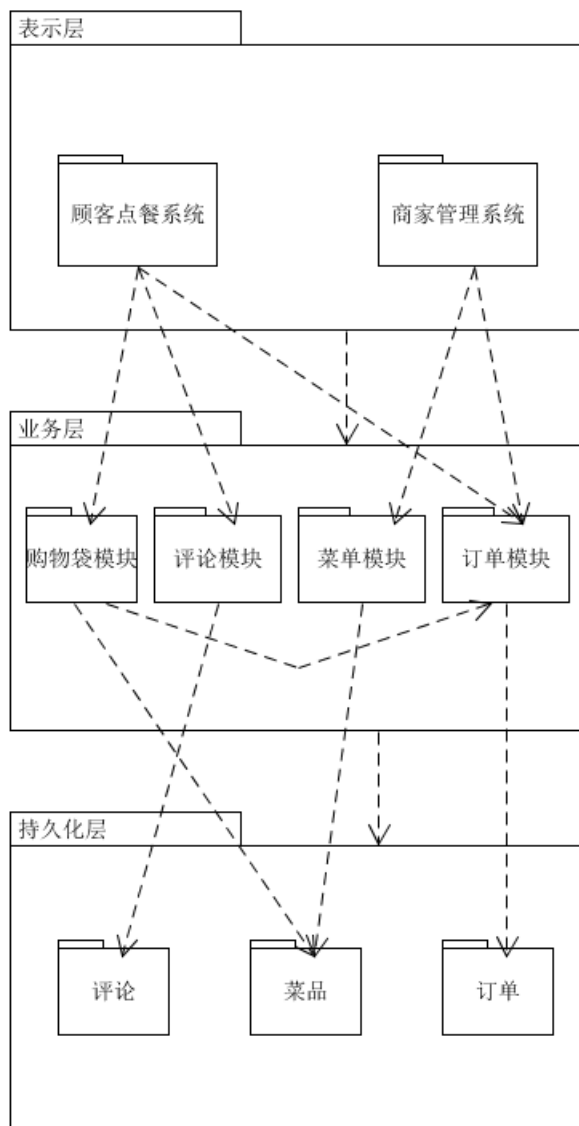 表示层
顾客点餐系统
商家管理系统
业务层
购物袋模块
评论模块
菜单模块
订单模块
持久化层
评论
菜品
订单